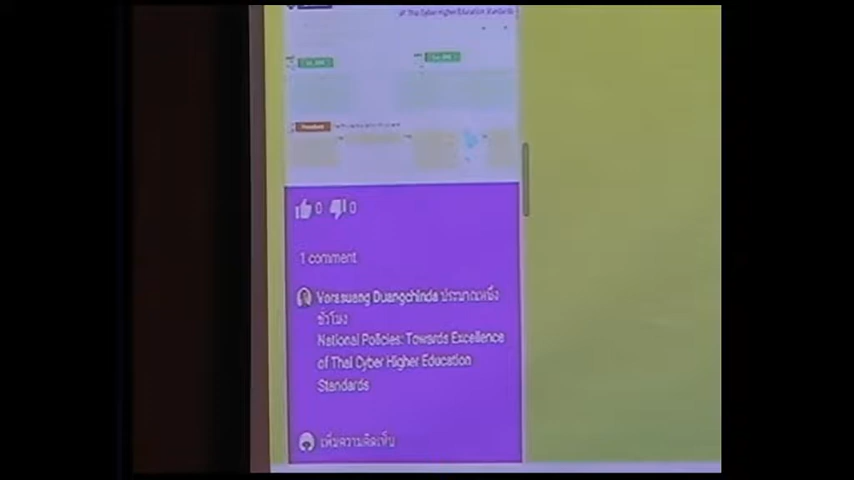 of Thai Cyber Higher Education Standards
0 0
1 comment
Vorasuang Duangchinda ประมาณหนึ่ง
ชั่วโมง
National Policies: Towards Excellence
of Thai Cyber Higher Education
Standards
เพิ่มความคิดเห็น